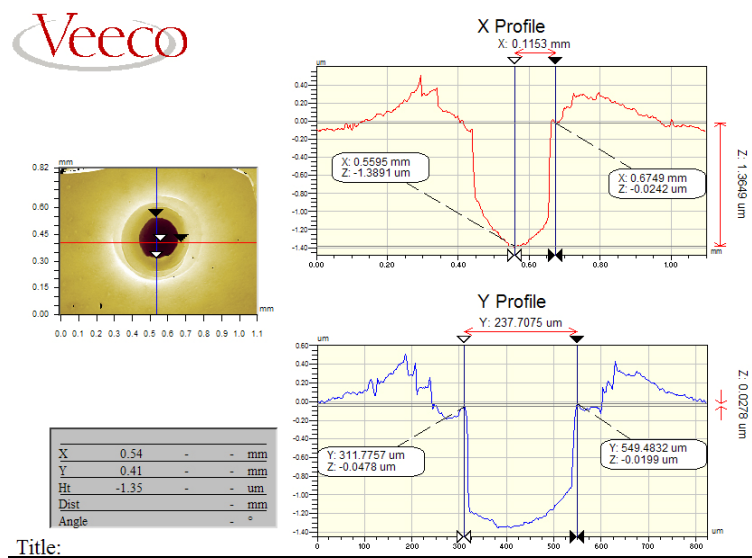 Veeco
X Profile
X: 0.1153 mm
um
0.60
0.40
0.20
0.00
-0.20
-0.40
-0.60
-0.80
-1.00
-1.20
-1.40
X: 0.5595 mm
Z: -1.3891 um
X: 0.6749 mm
Z: -0.0242 um
Z: 1.3649 um
mm
0.00 0.20 0.40 0.60 0.80 1.00
mm
0.82
0.60
0.45
0.30
0.15
0.00
mm
0.0 0.1 0.2 0.3 0.4 0.5 0.6 0.7 0.8 0.9 1.0 1.1
Y Profile
Y: 237.7075 um
um
0.60
0.40
0.20
-0.00
-0.20
-0.40
-0.60
-0.80
-1.00
-1.20
-1.40
Y: 311.7757 um
Z: -0.0478 um
Y: 549.4832 um
Z: -0.0199 um
Z: 0.0278 um
um
0 100 200 300 400 500 600 700 800
X 0.54 - - mm
Y 0.41 - - mm
Ht -1.35 - - um
Dist - mm
Angle - °
Title: